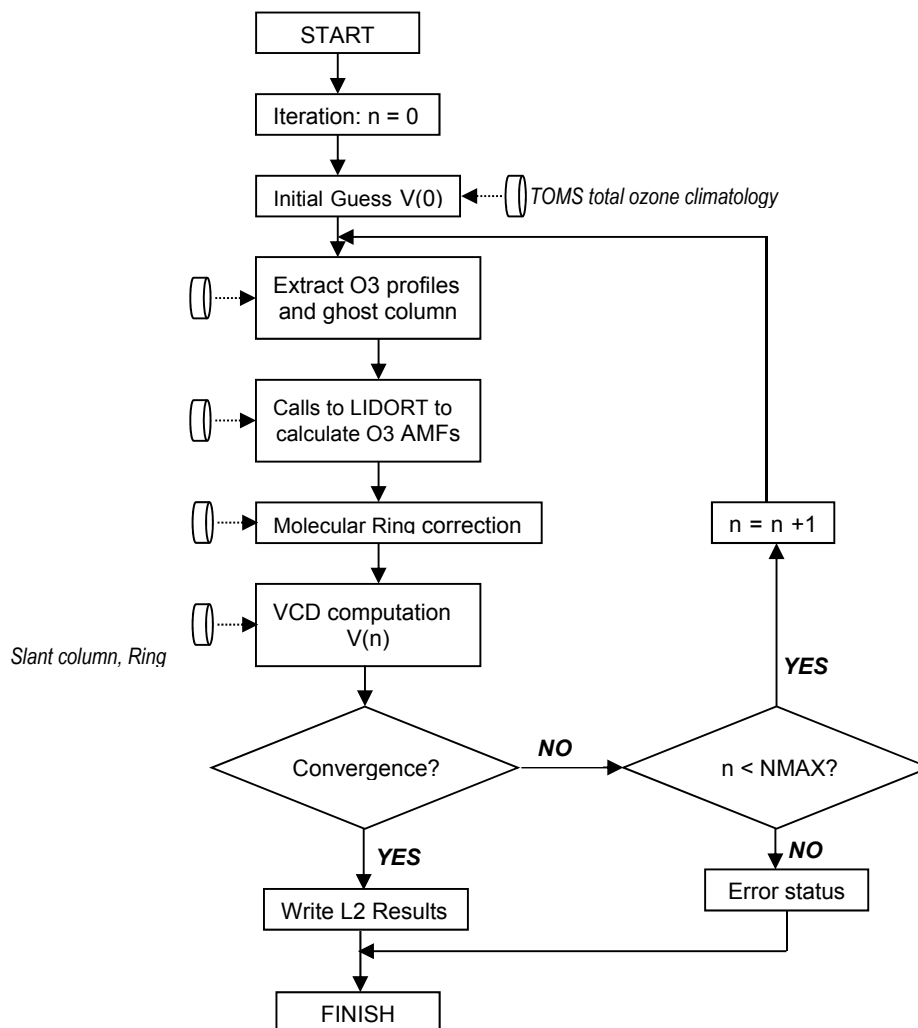 START
Iteration: n = 0
Initial Guess V(0)
TOMS total ozone climatology
Extract O3 profiles
and ghost column
Calls to LIDORT to
calculate O3 AMFs
Molecular Ring correction
n = n +1
VCD computation
V(n)
Slant column, Ring
YES
Convergence?
NO
n < NMAX?
YES
NO
Write L2 Results
Error status
FINISH